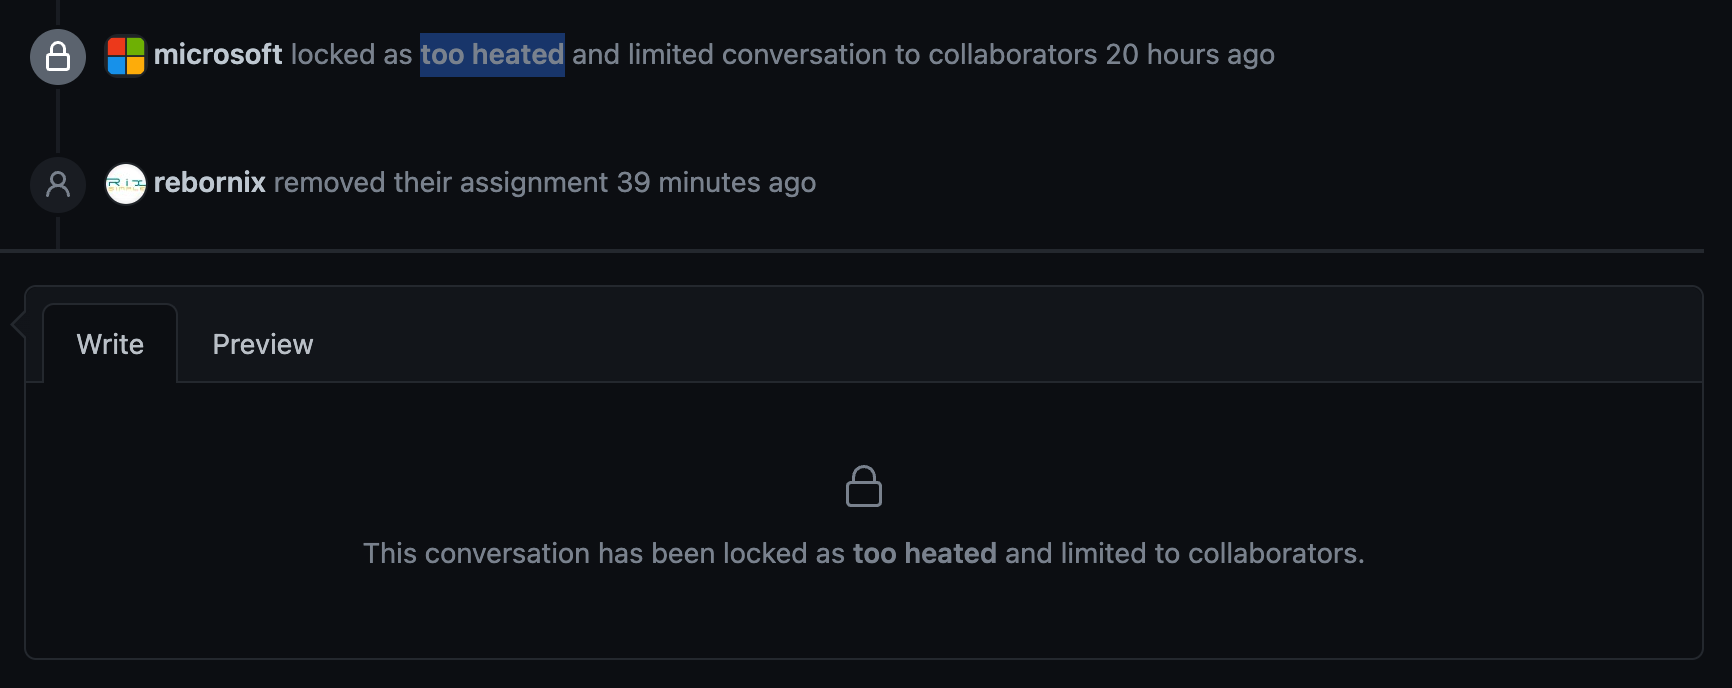 microsoft locked as too heated and limited conversation to collaborators 20 hours ago
rebornix removed their assignment 39 minutes ago
Write Preview
This conversation has been locked as too heated and limited to collaborators.